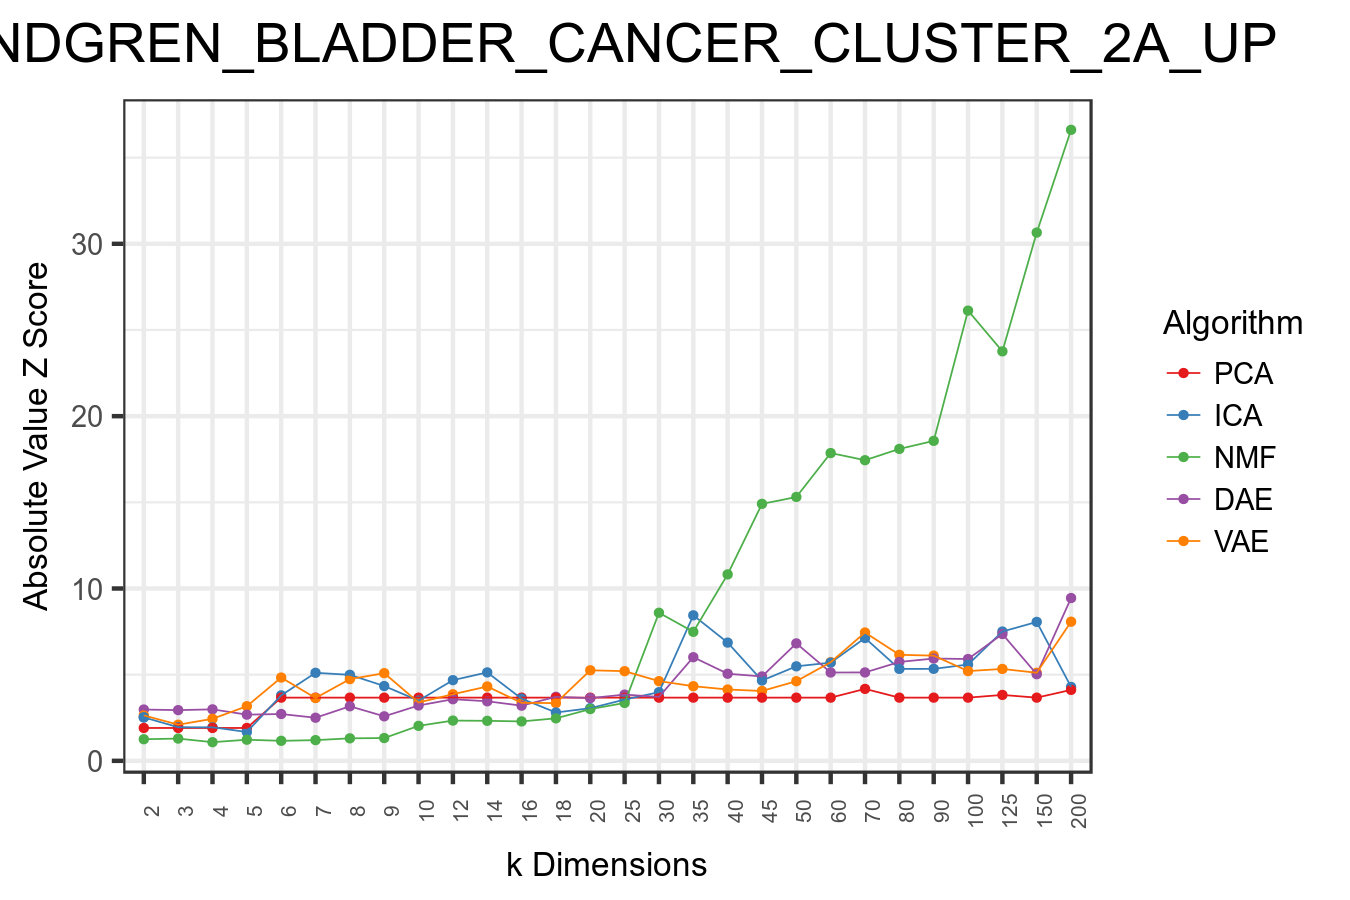 NDGREN_BLADDER_CANCER_CLUSTER_2A_UP
Absolute Value Z Score
30
20
10
0
2 3 4 5 6 7 8 9 10 12 14 16 18 20 25 30 35 40 45 50 60 70 80 90 100 125 150 200
k Dimensions
Algorithm
PCA
ICA
NMF
DAE
VAE